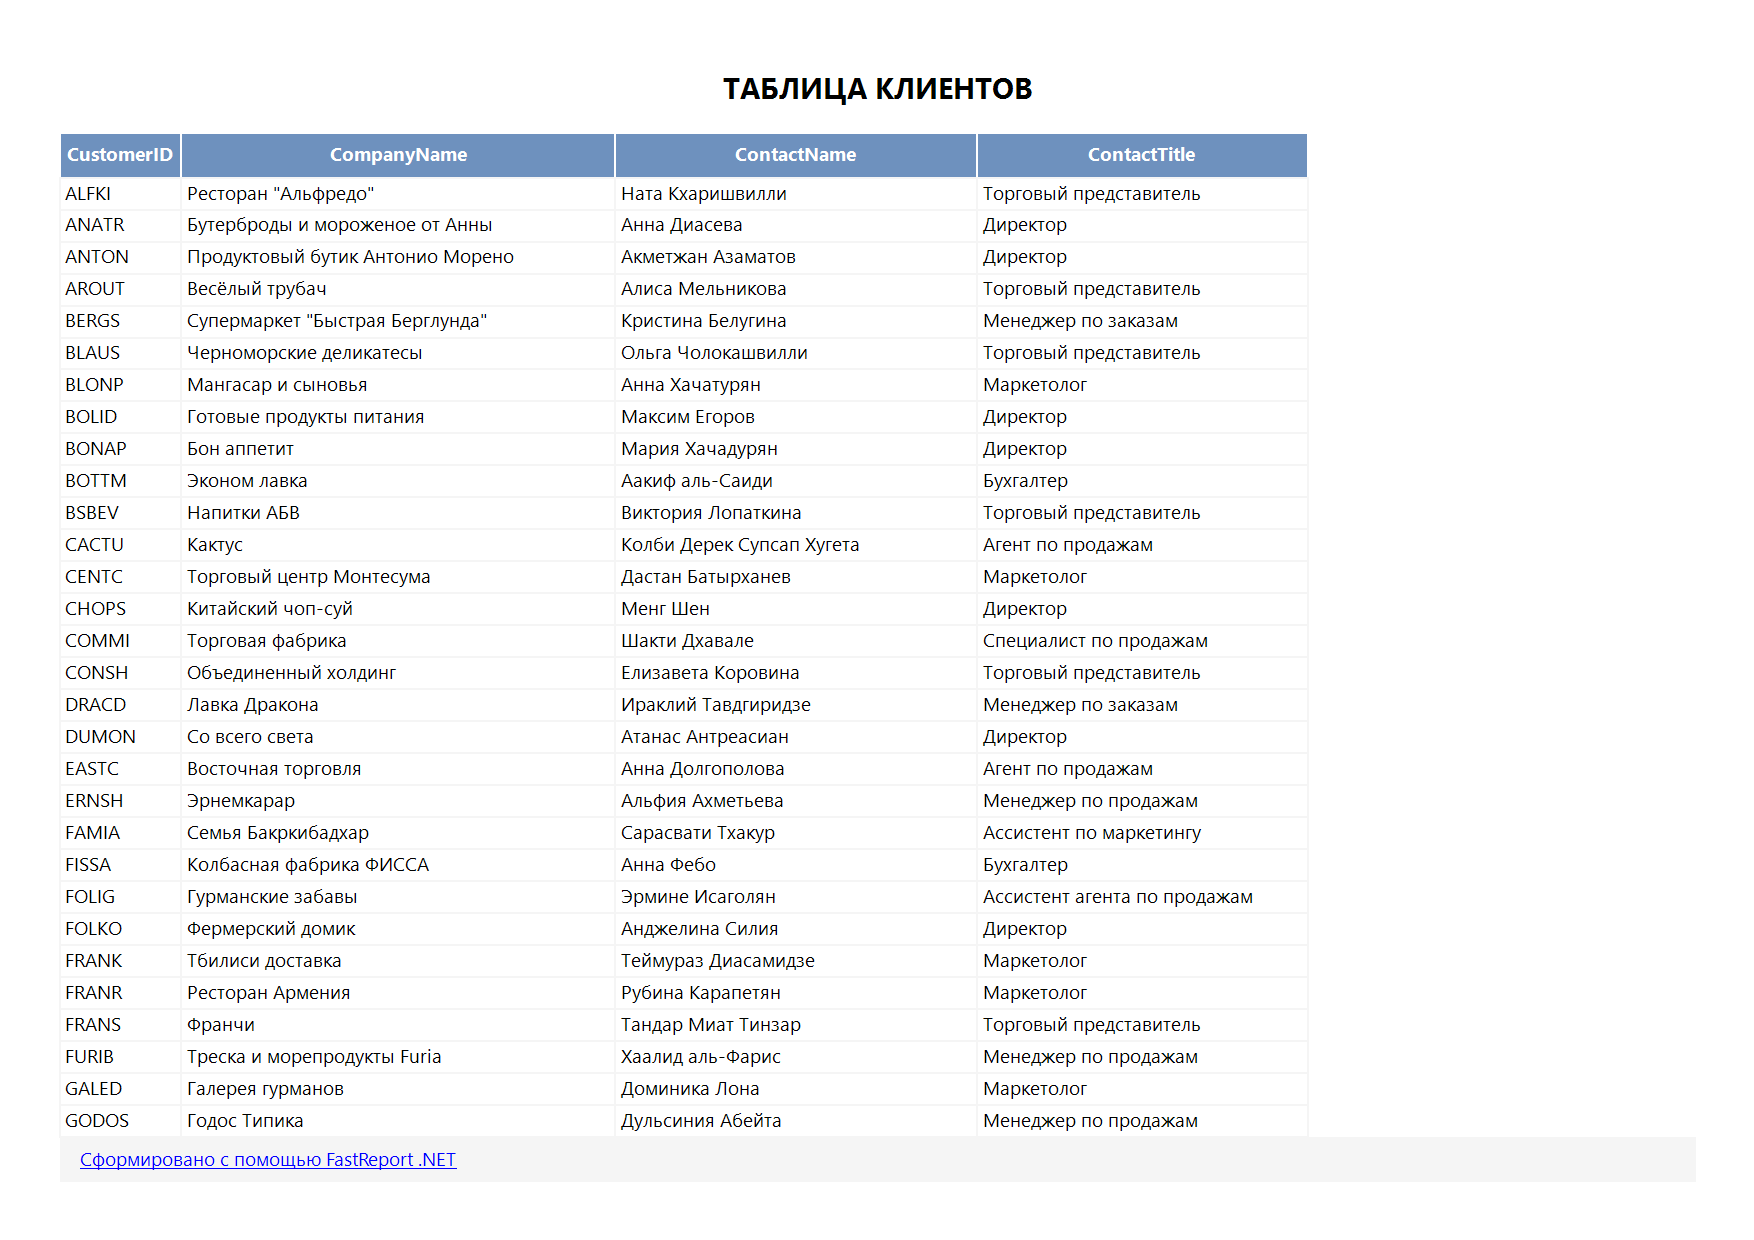 ТАБЛИЦА КЛИЕНТОВ
CustomerID CompanyName ContactName ContactTitle
ALFKI Ресторан "Альфредо" Ната Кхаришвилли Торговый представитель
ANATR Бутерброды и мороженое от Анны Анна Диасева Директор
ANTON Продуктовый бутик Антонио Морено Акметжан Азаматов Директор
AROUT Весёлый трубач Алиса Мельникова Торговый представитель
BERGS Супермаркет "Быстрая Берглунда" Кристина Белугина Менеджер по заказам
BLAUS Черноморские деликатесы Ольга Чолокашвилли Торговый представитель
BLONP Мангасар и сыновья Анна Хачатурян Маркетолог
BOLID Готовые продукты питания Максим Егоров Директор
BONAP Бон аппетит Мария Хачадурян Директор
BOTTM Эконом лавка Аакиф аль-Саиди Бухгалтер
BSBEV Напитки АБВ Виктория Лопаткина Торговый представитель
CACTU Кактус Колби Дерек Супсап Хугета Агент по продажам
CENTC Торговый центр Монтесума Дастан Батырханев Маркетолог
CHOPS Китайский чоп-суй Менг Шен Директор
COMMI Торговая фабрика Шакти Дхавале Специалист по продажам
CONSH Объединенный холдинг Елизавета Коровина Торговый представитель
DRACD Лавка Дракона Ираклий Тавдгиридзе Менеджер по заказам
DUMON Со всего света Атанас Антреасиан Директор
EASTC Восточная торговля Анна Долгополова Агент по продажам
ERNSH Эрнемкарар Альфия Ахметьева Менеджер по продажам
FAMIA Семья Бакркибадхар Сарасвати Тхакур Ассистент по маркетингу
FISSA Колбасная фабрика ФИССА Анна Фебо Бухгалтер
FOLIG Гурманские забавы Эрмине Исаголян Ассистент агента по продажам
FOLKO Фермерский домик Анджелина Силия Директор
FRANK Тбилиси доставка Теймураз Диасамидзе Маркетолог
FRANR Ресторан Армения Рубина Карапетян Маркетолог
FRANS Франчи Тандар Миат Тинзар Торговый представитель
FURIB Треска и морепродукты Furia Хаалид аль-Фарис Менеджер по продажам
GALED Галерея гурманов Доминика Лона Маркетолог
GODOS Годос Типика Дульсиния Абейта Менеджер по продажам
Сформировано с помощью FastReport .NET